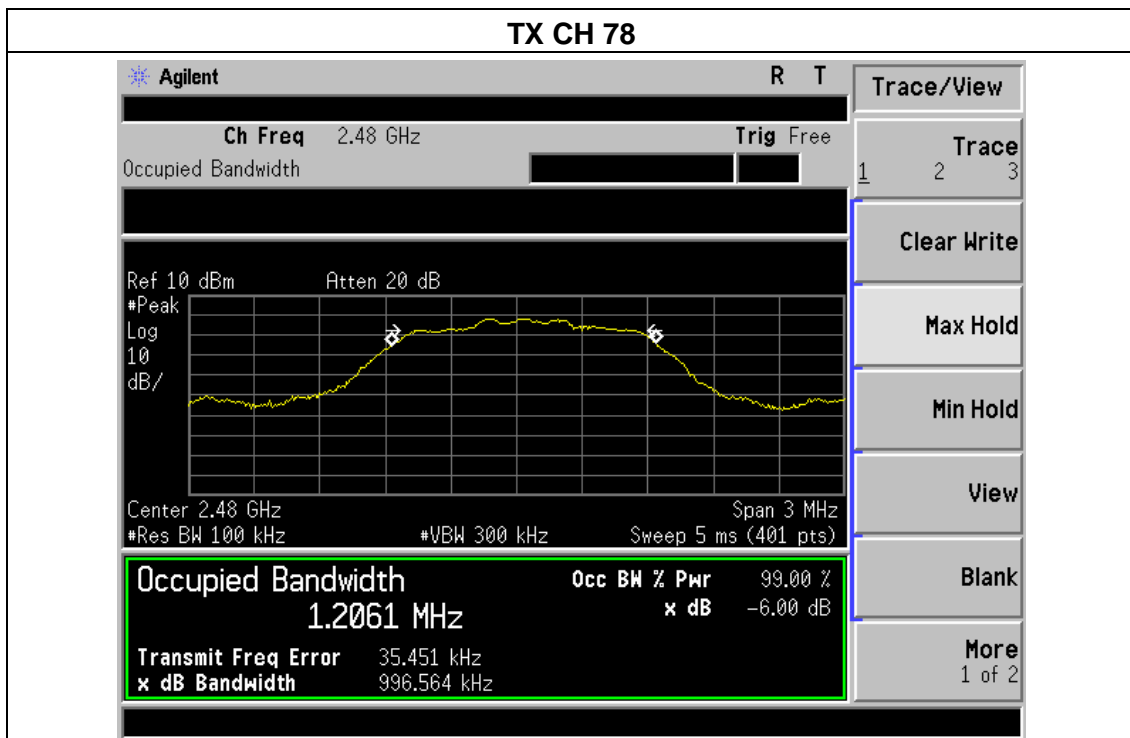 TX CH 78
Agilent R T
Trace/View
Ch Freq 2.48 GHz Trig Free
Occupied Bandwidth
Trace
1 2 3
Clear Write
Max Hold
Min Hold
View
Blank
More
1 of 2
Ref 10 dBm Atten 20 dB
#Peak
Log
10
dB/
Center 2.48 GHz Span 3 MHz
#Res BW 100 kHz #VBW 300 kHz Sweep 5 ms (401 pts)
Occupied Bandwidth Occ BW % Pwr 99.00 %
1.2061 MHz x dB -6.00 dB
Transmit Freq Error 35.451 kHz
x dB Bandwidth 996.564 kHz